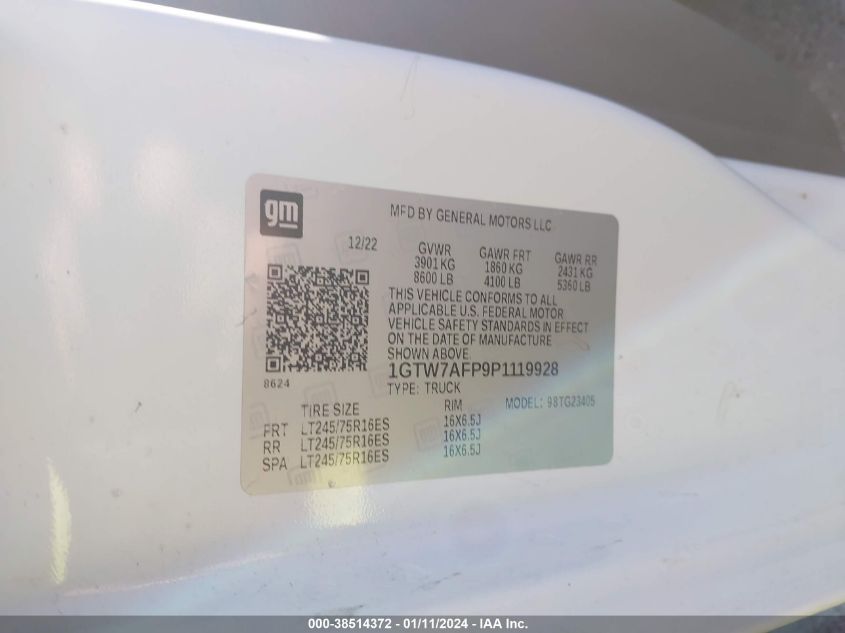 gm
MFD BY GENERAL MOTORS LLC
12/22
GVWR GAWR FRT GAWR RR
3901 KG 1860 KG 2431 KG
8600 LB 4100 LB 5360 LB
THIS VEHICLE CONFORMS TO ALL
APPLICABLE U.S. FEDERAL MOTOR
VEHICLE SAFETY STANDARDS IN EFFECT
ON THE DATE OF MANUFACTURE
SHOWN ABOVE.
8624
1GTW7AFP9P1119928
TYPE: TRUCK
MODEL: 98TG23405
TIRE SIZE RIM
FRT LT245/75R16ES 16X6.5J
RR LT245/75R16ES 16X6.5J
SPA LT245/75R16ES 16X6.5J
000-38514372 - 01/11/2024 - IAA Inc.